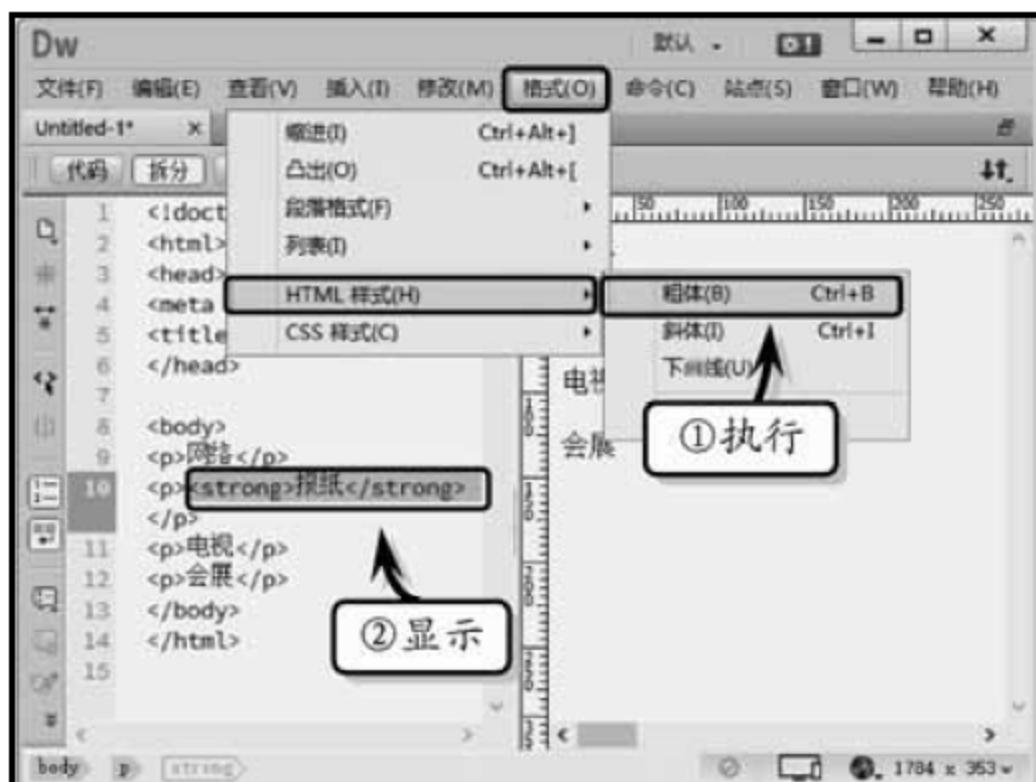 Dw 默认
文件(F) 编辑(E) 查看(V) 插入(I) 修改(M) 格式(O) 命令(C) 站点(S) 窗口(W) 帮助(H)
Untitled-1* ×
代码 拆分
缩进(I) Ctrl+Alt+]
凸出(O) Ctrl+Alt+[
段落格式(F)
列表(I)
HTML 样式(H)
CSS 样式(C)
粗体(B) Ctrl+B
斜体(I) Ctrl+I
下划线(U)
①执行
50 100 150 200 250
1 <!doct
2 <html>
3 <head>
4 <meta
5 <title
6 </head>
7
8 <body>
9 <p>网络</p>
10 <p><strong>报纸</strong>
</p>
11 <p>电视</p>
12 <p>会展</p>
13 </body>
14 </html>
15
②显示
电视
会展
body p strong 1784 x 353